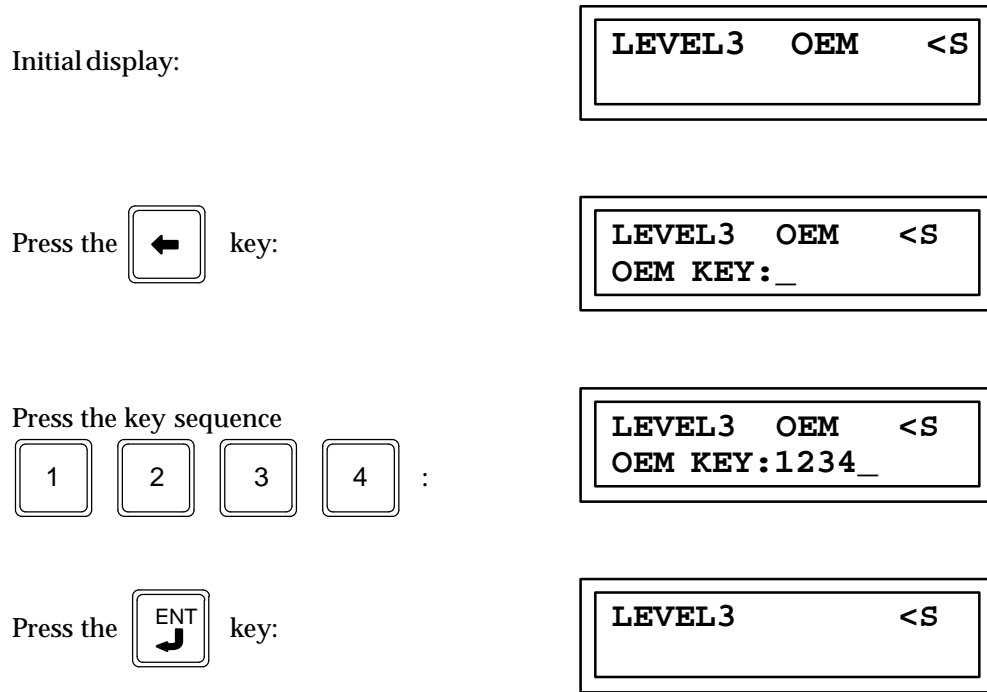 Initial display:
LEVEL3 OEM <S
Press the key:
LEVEL3 OEM <S
OEM KEY:_
Press the key sequence
1 2 3 4 :
LEVEL3 OEM <S
OEM KEY:1234_
Press the ENT key:
LEVEL3 <S